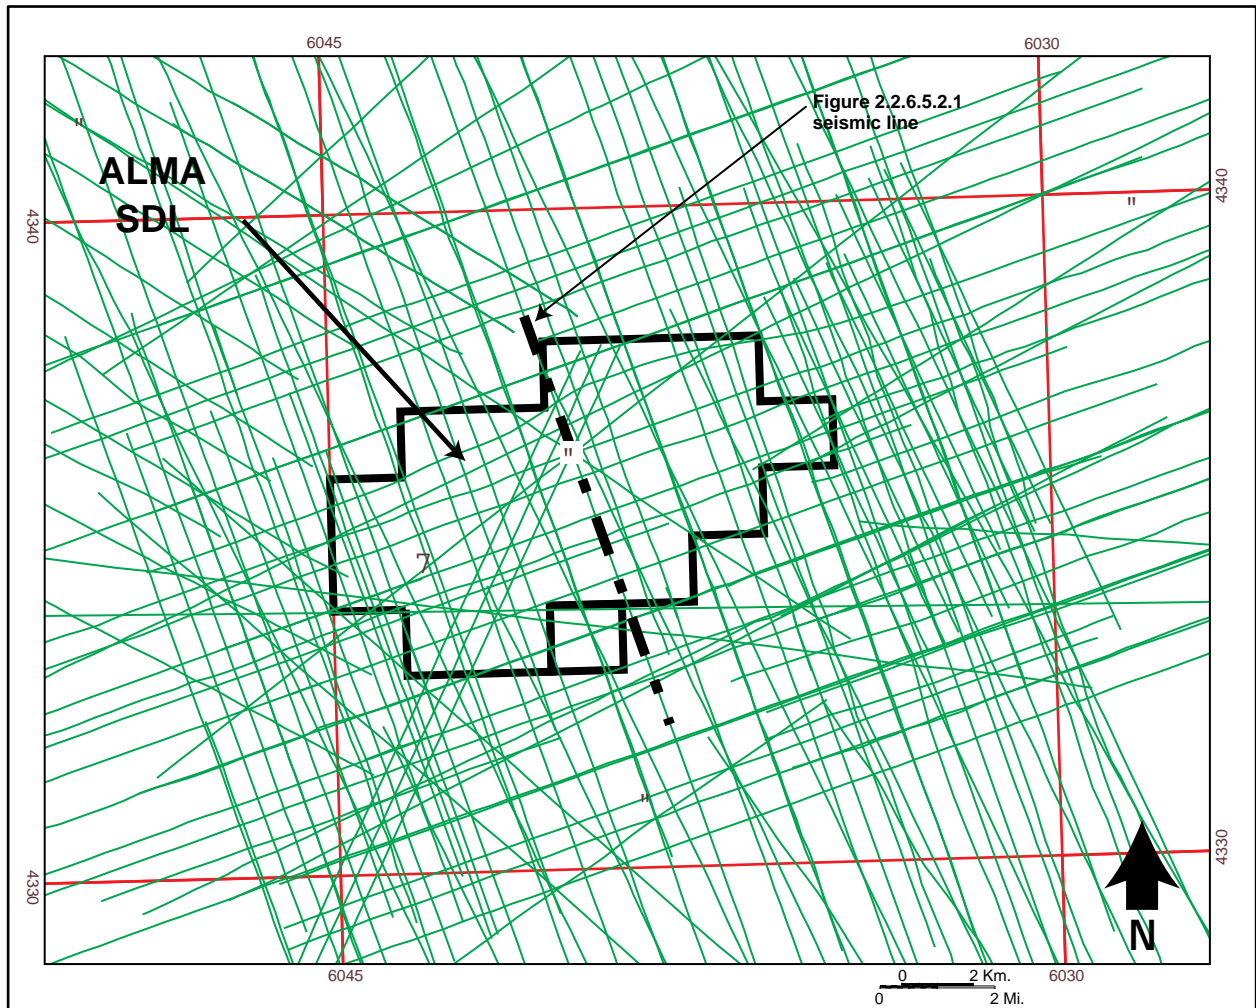 6045
6030
Figure 2.2.6.5.2.1
seismic line
"
ALMA
SDL
4340
4340
"
"
7
"
4330
4330
N
6045
6030
0 2 Km.
0 2 Mi.